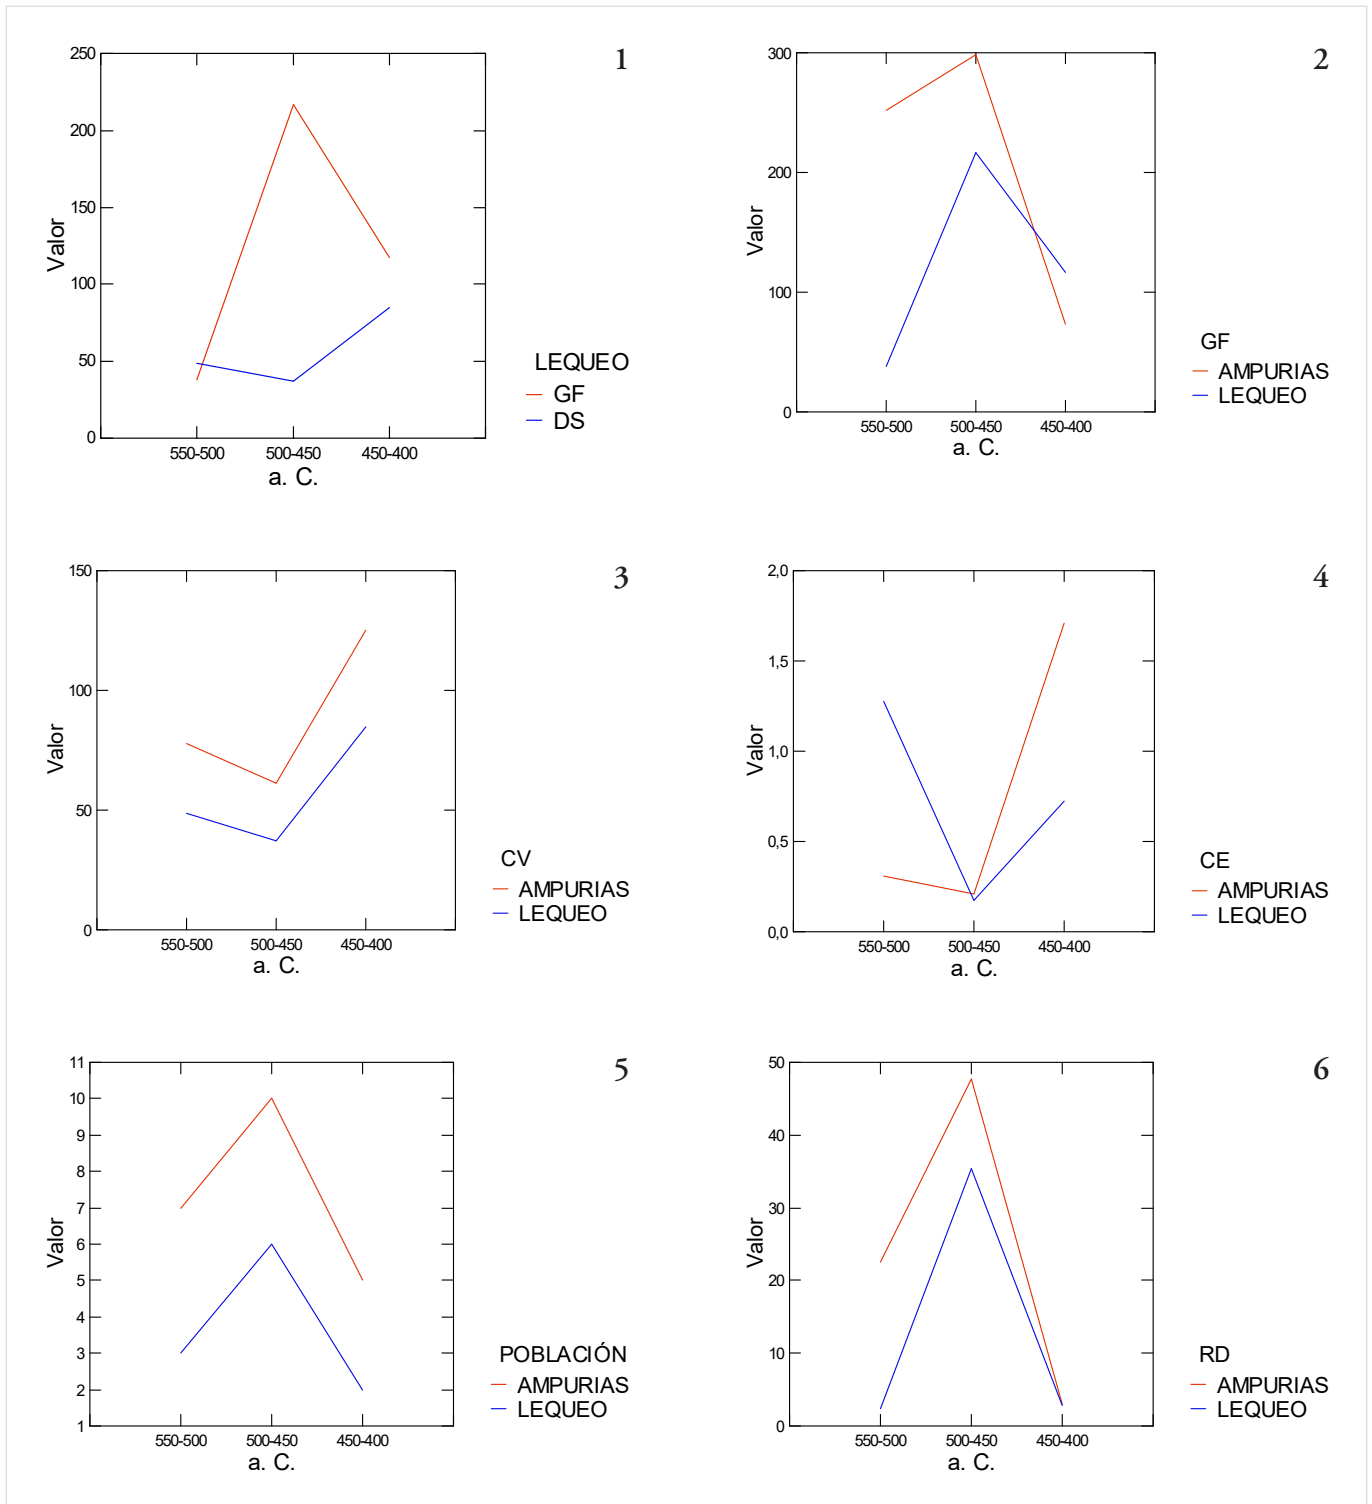 1
250
200
150
100
50
0
Valor
550-500 500-450 450-400
a. C.
LEQUEO
GF
DS
2
300
200
100
0
Valor
550-500 500-450 450-400
a. C.
GF
AMPURIAS
LEQUEO
3
150
100
50
0
Valor
550-500 500-450 450-400
a. C.
CV
AMPURIAS
LEQUEO
4
2,0
1,5
1,0
0,5
0,0
Valor
550-500 500-450 450-400
a. C.
CE
AMPURIAS
LEQUEO
5
11
10
9
8
7
6
5
4
3
2
1
Valor
550-500 500-450 450-400
a. C.
POBLACIÓN
AMPURIAS
LEQUEO
6
50
40
30
20
10
0
Valor
550-500 500-450 450-400
a. C.
RD
AMPURIAS
LEQUEO